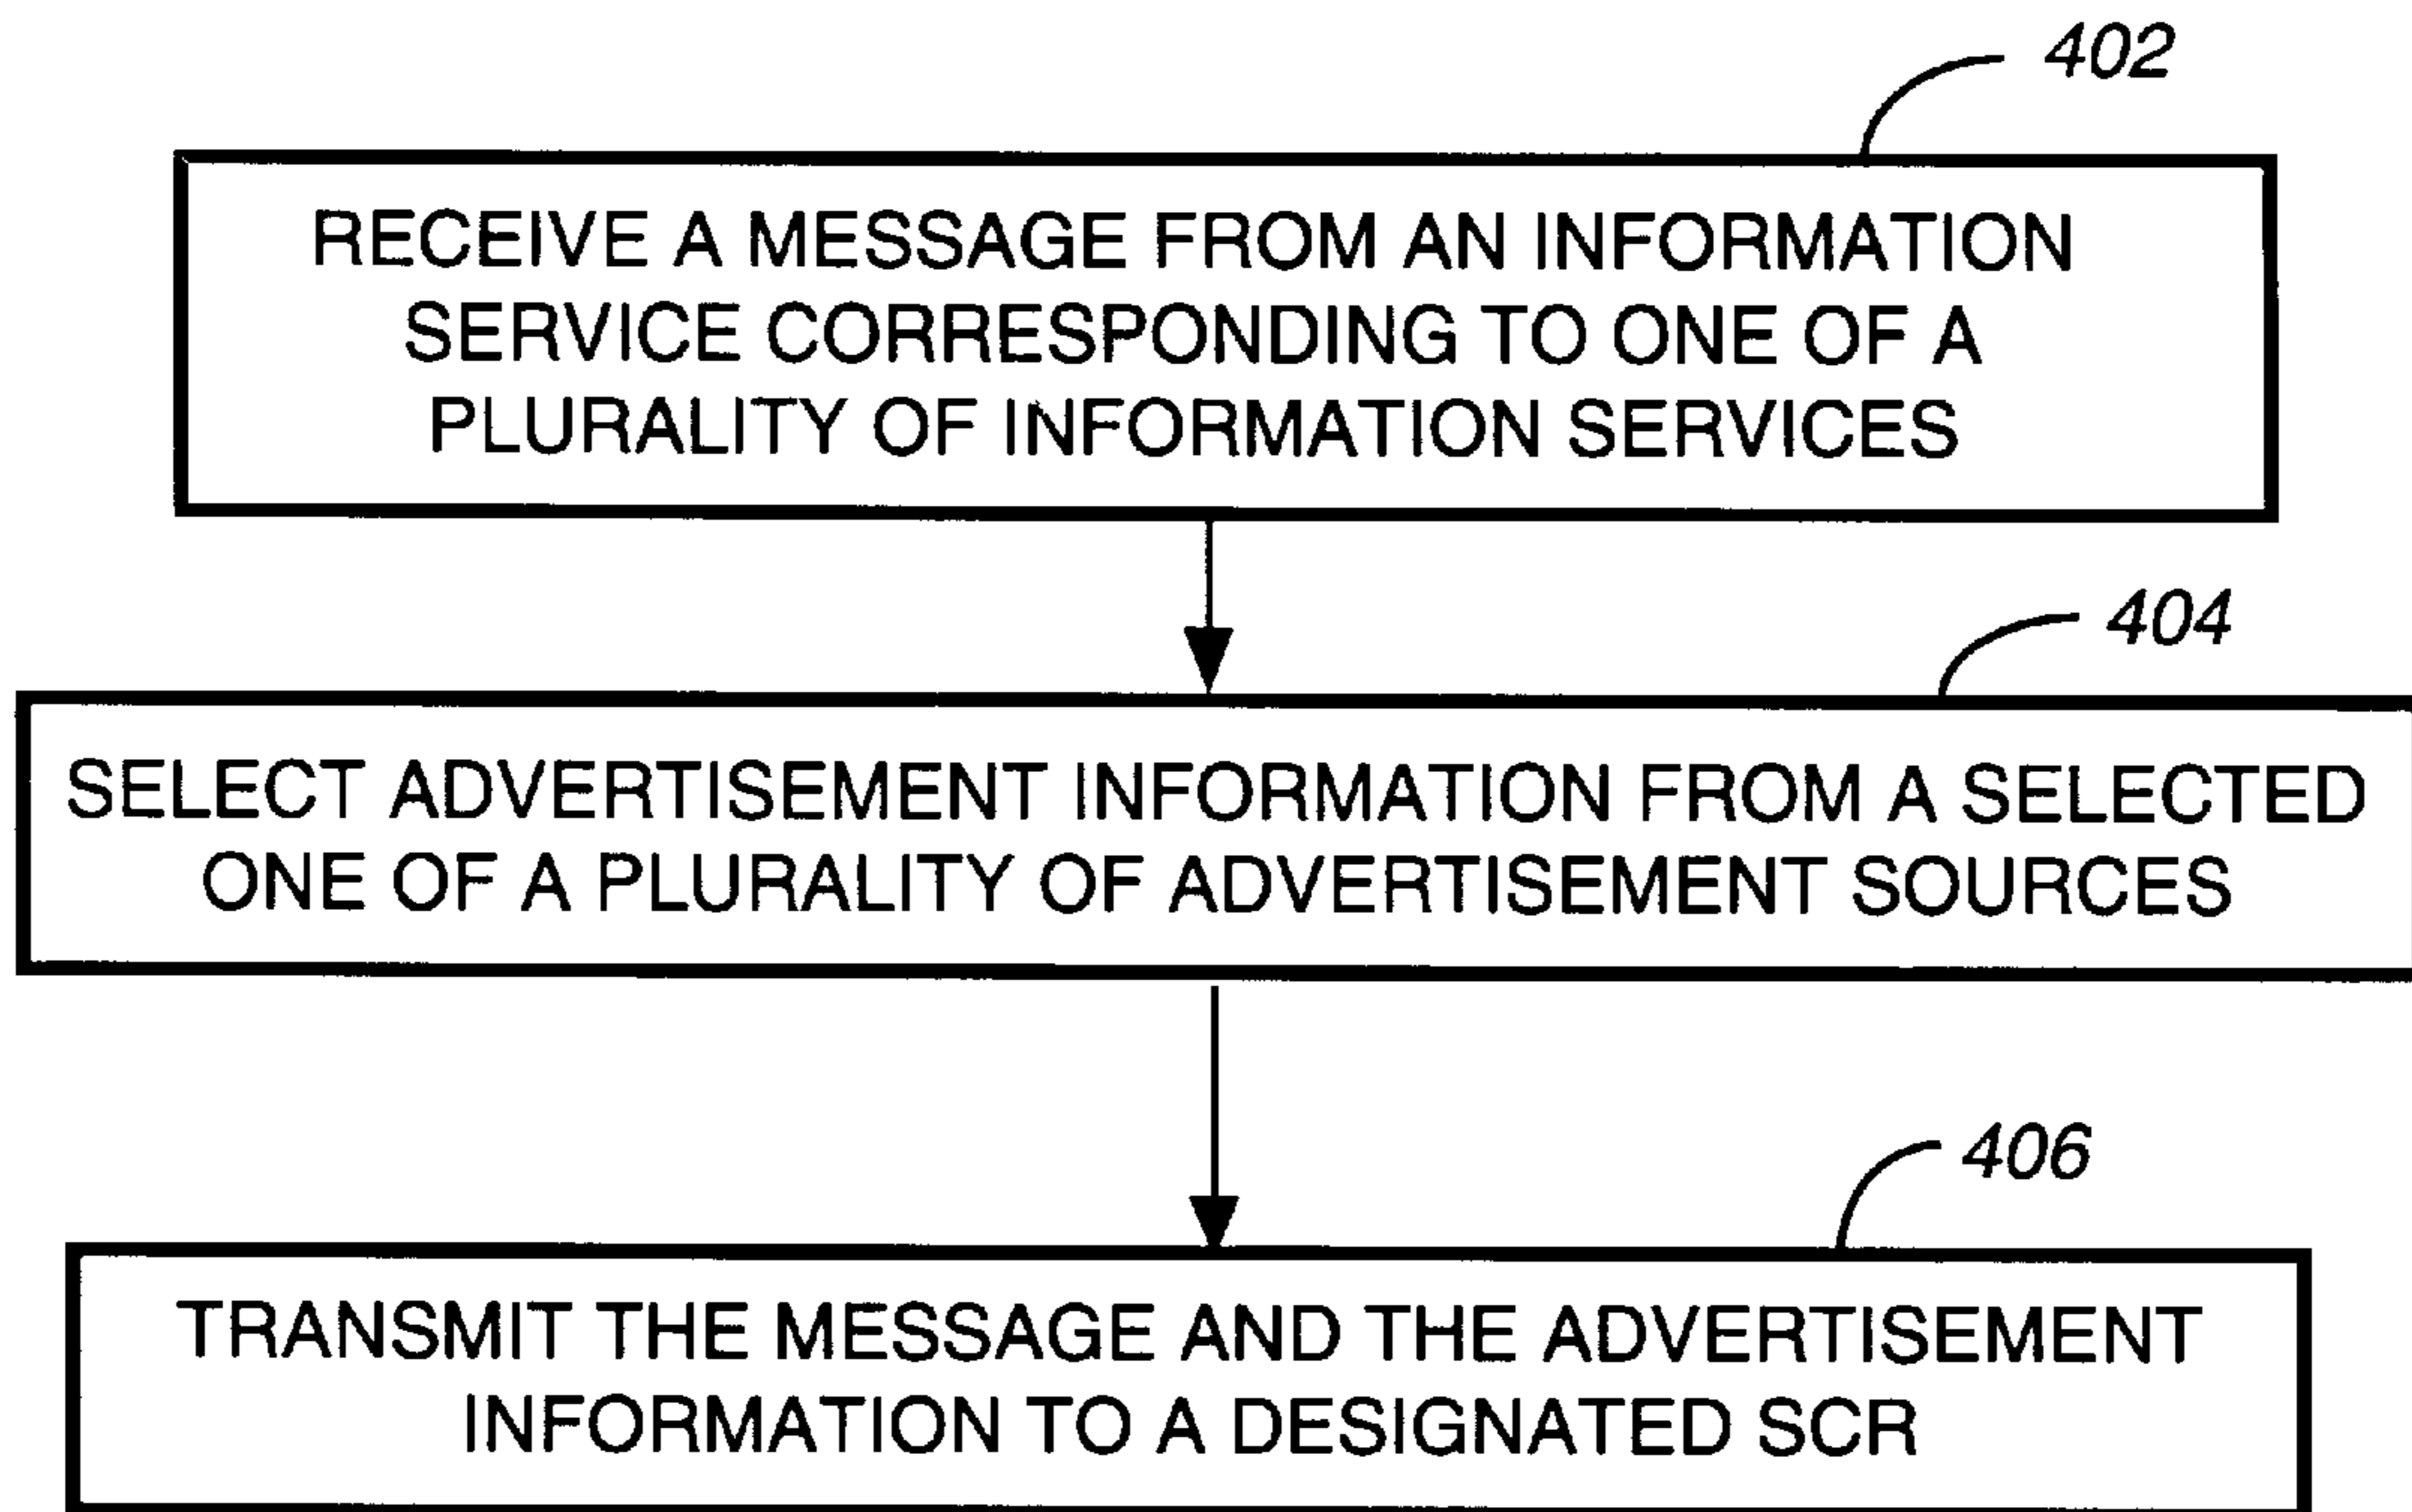 402
RECEIVE A MESSAGE FROM AN INFORMATION
SERVICE CORRESPONDING TO ONE OF A
PLURALITY OF INFORMATION SERVICES
404
SELECT ADVERTISEMENT INFORMATION FROM A SELECTED
ONE OF A PLURALITY OF ADVERTISEMENT SOURCES
406
TRANSMIT THE MESSAGE AND THE ADVERTISEMENT
INFORMATION TO A DESIGNATED SCR